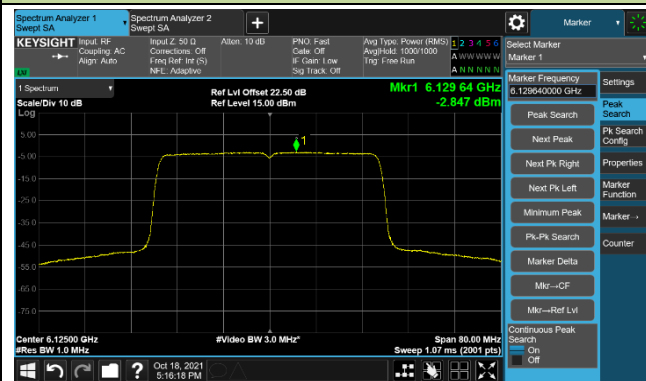 Spectrum Analyzer 1
Swept SA
Spectrum Analyzer 2
Swept SA
Marker
KEYSIGHT
Input: RF
Coupling: AC
Align: Auto
Input Z: 50 Ω
Corrections: Off
Freq Ref: Int (S)
NFE: Adaptive
Atten: 10 dB
PNO: Fast
Gate: Off
IF Gain: Low
Sig Track: Off
Avg Type: Power (RMS)
Avg|Hold: 1000/1000
Trig: Free Run
1 2 3 4 5 6
A W W W W W
A N N N N N
LXI
Select Marker
Marker 1
1 Spectrum
Scale/Div 10 dB
Log
Ref Lvl Offset 22.50 dB
Ref Level 15.00 dBm
Mkr1 6.129 64 GHz
-2.847 dBm
1
5.00
-5.00
-15.0
-25.0
-35.0
-45.0
-55.0
-65.0
-75.0
Center 6.12500 GHz
#Res BW 1.0 MHz
#Video BW 3.0 MHz*
Span 80.00 MHz
Sweep 1.07 ms (2001 pts)
Marker Frequency
6.129640000 GHz
Peak Search
Next Peak
Next Pk Right
Next Pk Left
Minimum Peak
Pk-Pk Search
Marker Delta
Mkr→CF
Mkr→Ref Lvl
Continuous Peak
Search
On
Off
Settings
Peak
Search
Pk Search
Config
Properties
Marker
Function
Marker→
Counter
Oct 18, 2021
5:16:18 PM